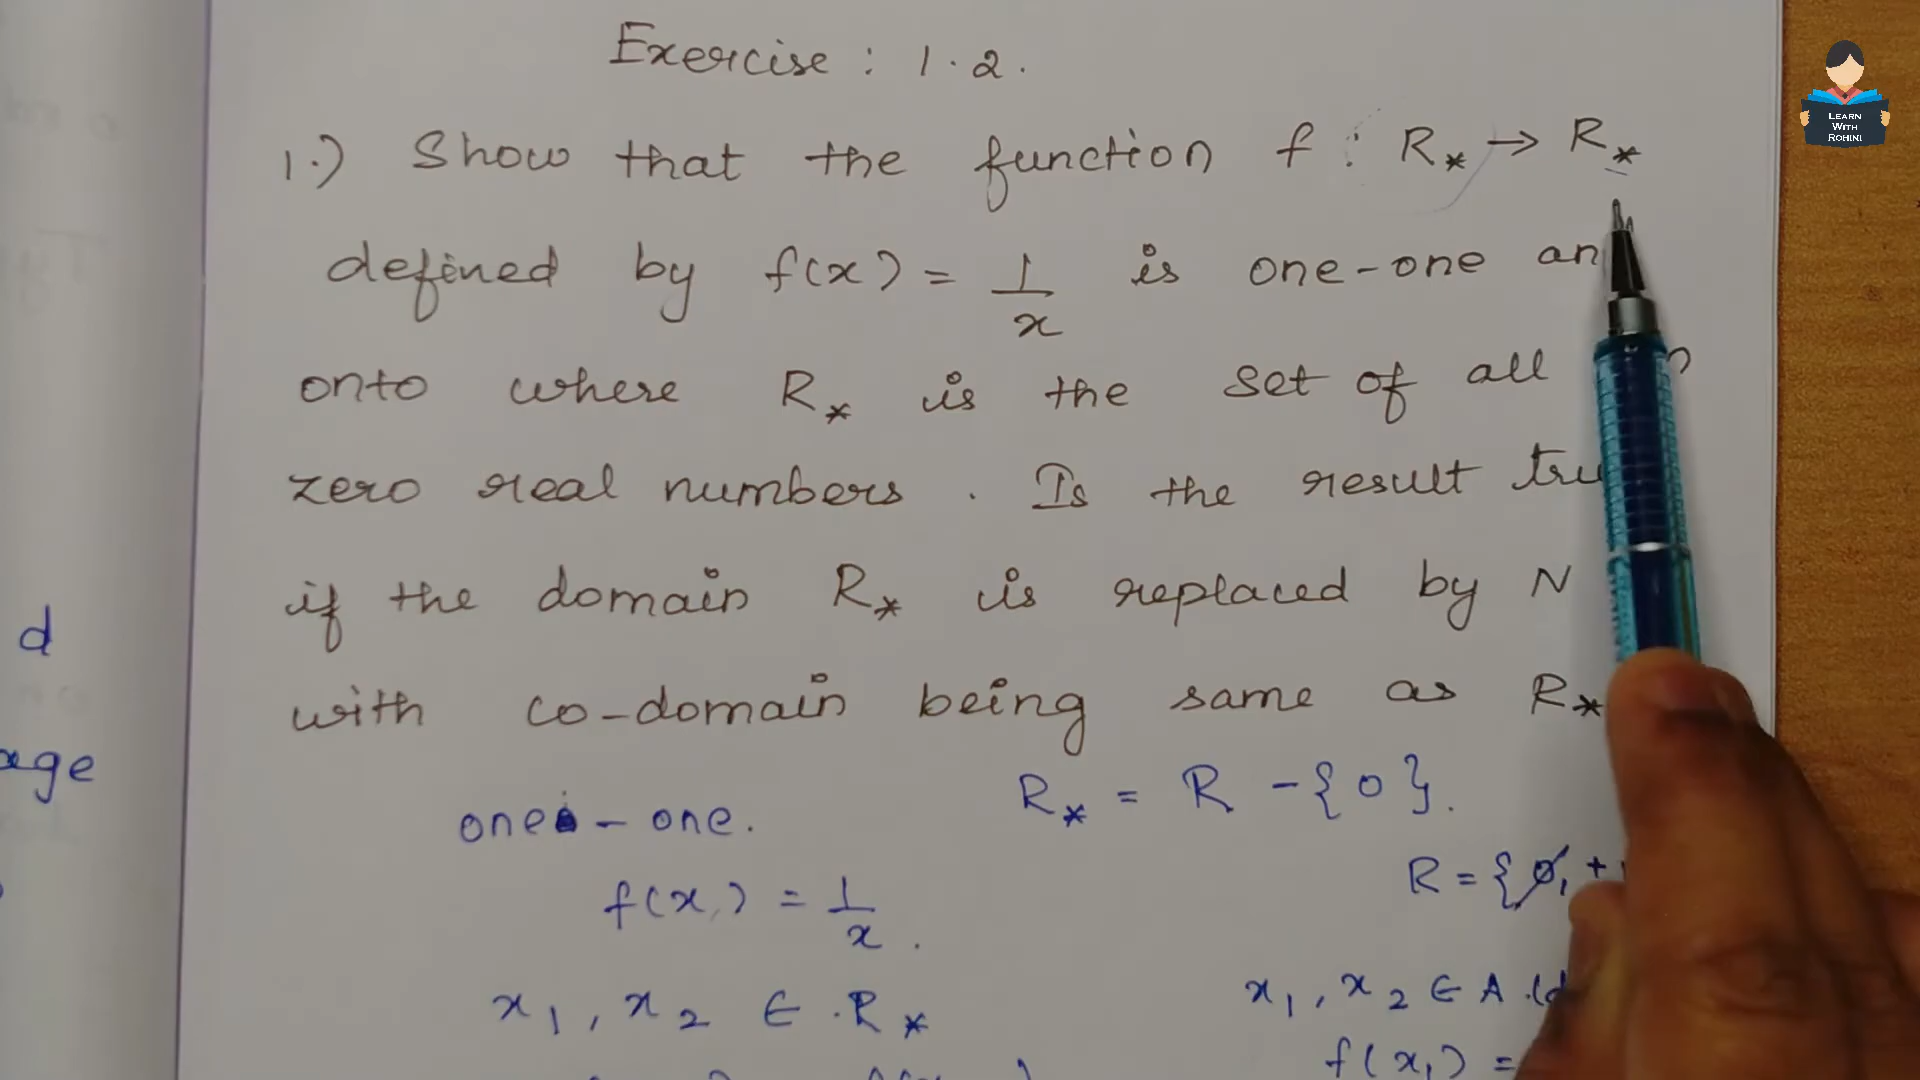 Exercise : 1.2.
LEARN
WITH
ROHINI
1.) Show that the function f : R* → R*
defined by f(x) = 1/x is one-one an
onto where R* is the set of all
zero real numbers . Is the result tru
if the domain R* is replaced by N
with co-domain being same as R*
R* = R - {0}.
one - one.
R = {0, +
f(x) = 1/x .
x1, x2 ∈ R*
x1, x2 ∈ A
f(x1) =